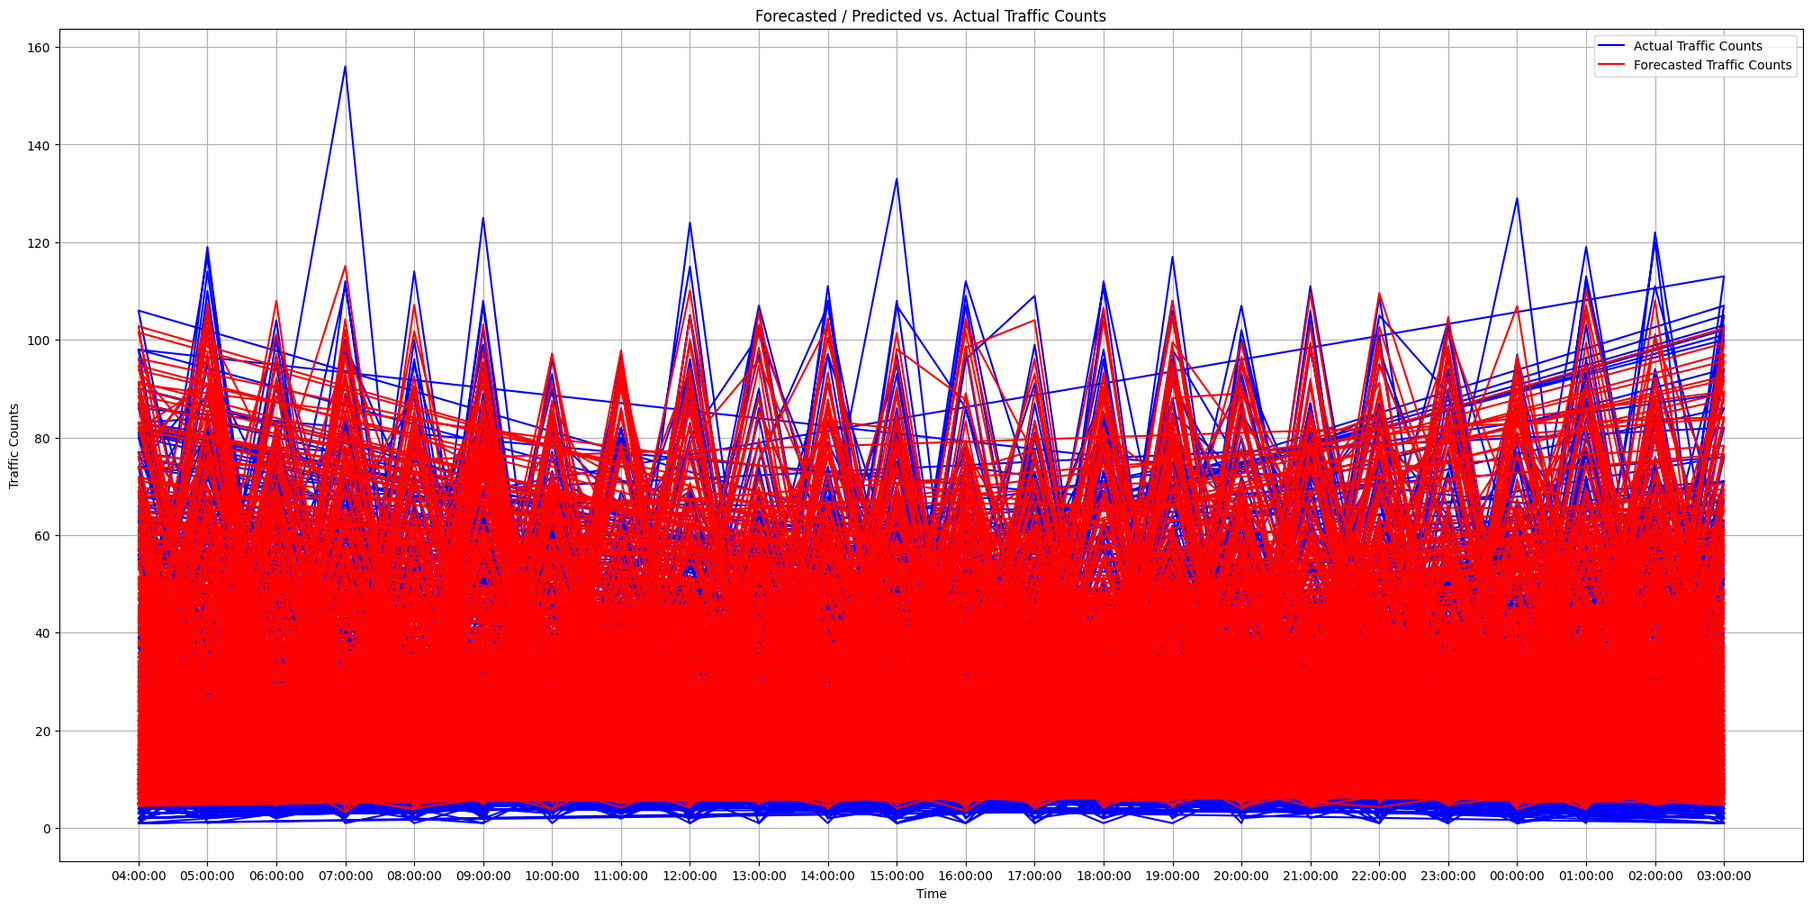 Forecasted / Predicted vs. Actual Traffic Counts
Actual Traffic Counts
Forecasted Traffic Counts
Traffic Counts
160
140
120
100
80
60
40
20
0
04:00:00 05:00:00 06:00:00 07:00:00 08:00:00 09:00:00 10:00:00 11:00:00 12:00:00 13:00:00 14:00:00 15:00:00 16:00:00 17:00:00 18:00:00 19:00:00 20:00:00 21:00:00 22:00:00 23:00:00 00:00:00 01:00:00 02:00:00 03:00:00
Time